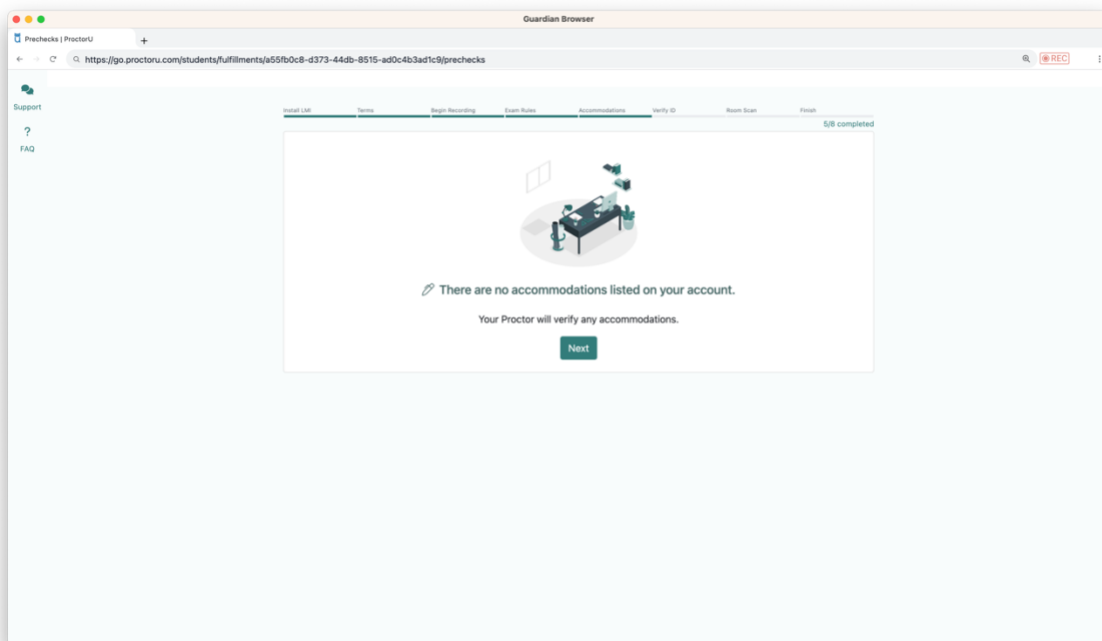 Guardian Browser
Prechecks | ProctorU
https://go.proctoru.com/students/fulfillments/a55fb0c8-d373-44db-8515-ad0c4b3ad1c9/prechecks
REC
Support
?
FAQ
Install LMI Terms Begin Recording Exam Rules Accommodations Verify ID Room Scan Finish
5/8 completed
There are no accommodations listed on your account.
Your Proctor will verify any accommodations.
Next